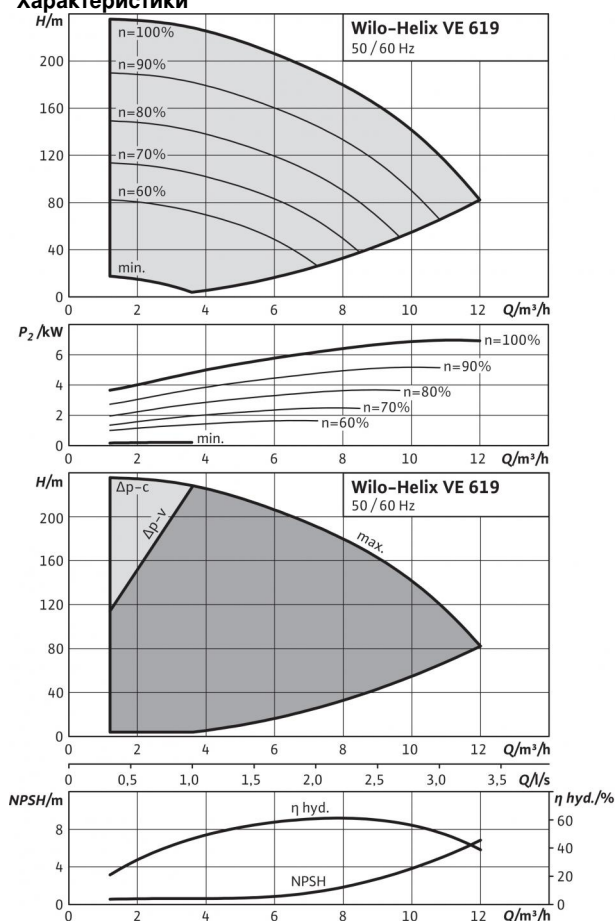 Характеристики
H/m
Wilo-Helix VE 619
50 / 60 Hz
n=100%
200
n=90%
160
n=80%
120
n=70%
n=60%
80
40
min.
0
0 2 4 6 8 10 12 Q/m³/h
P2 /kW
n=100%
6
n=90%
4
n=80%
n=70%
2
n=60%
min.
0
0 2 4 6 8 10 Q/m³/h
H/m
Δp-c
Wilo-Helix VE 619
50 / 60 Hz
200
Δp-v
max.
160
120
80
40
0
0 2 4 6 8 10 12 Q/m³/h
0 0,5 1,0 1,5 2,0 2,5 3,0 3,5 Q/l/s
NPSH/m
η hyd./%
η hyd.
8
60
40
4
NPSH
20
0
0
0 2 4 6 8 10 12 Q/m³/h